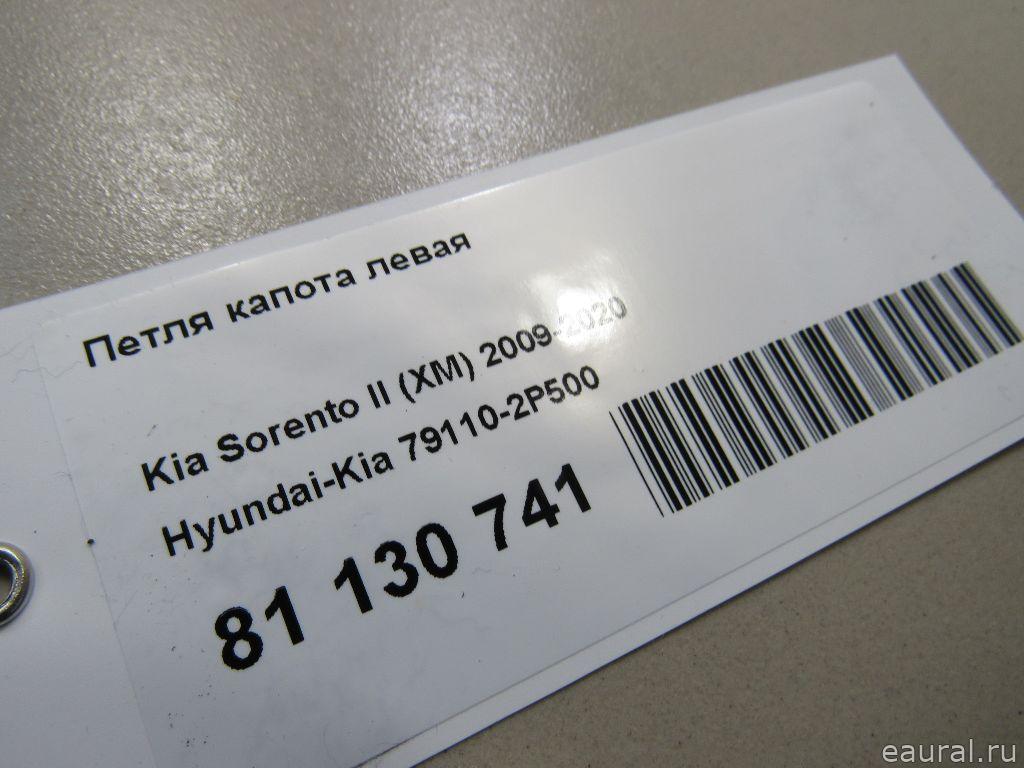 Петля капота левая
Kia Sorento II (XM) 2009-2020
Hyundai-Kia 79110-2P500
81 130 741
eaural.ru